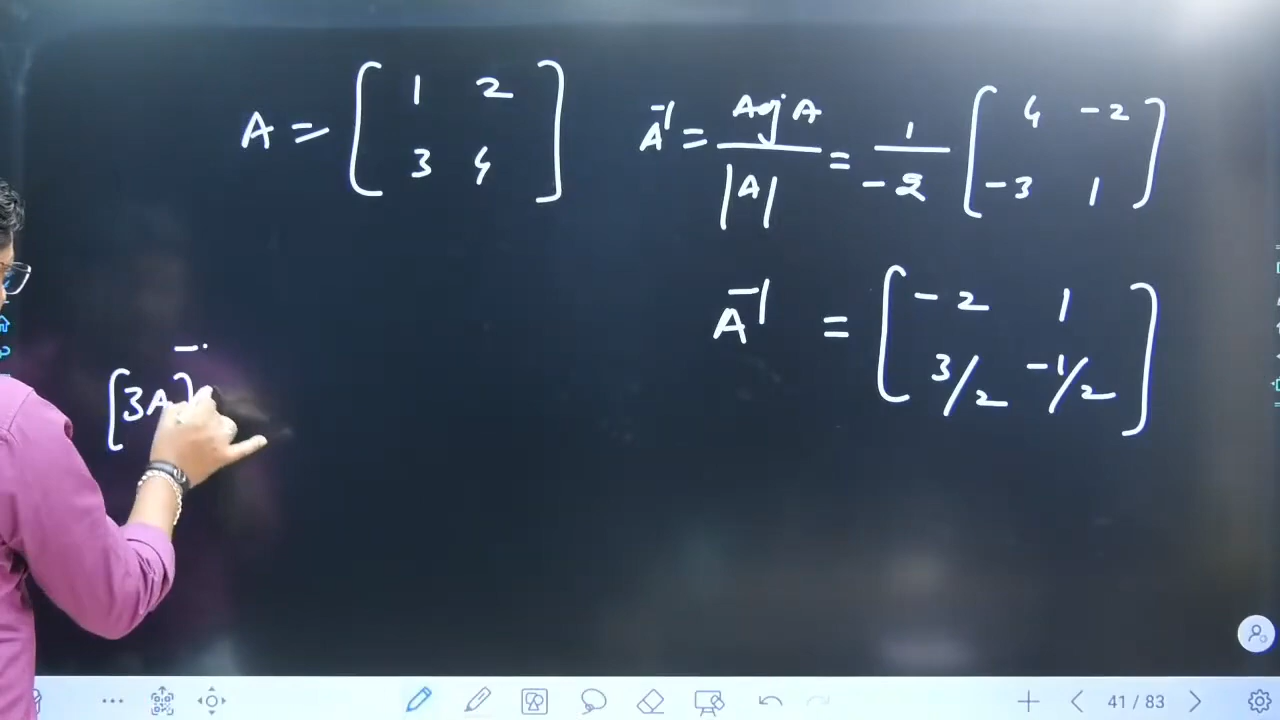 A = [ 1 2
3 4 ]
A⁻¹ = Adj A / |A| = 1 / -2 [ 4 -2
-3 1 ]
A⁻¹ = [ -2 1
3/2 -1/2 ]
[3A]⁻
41 / 83